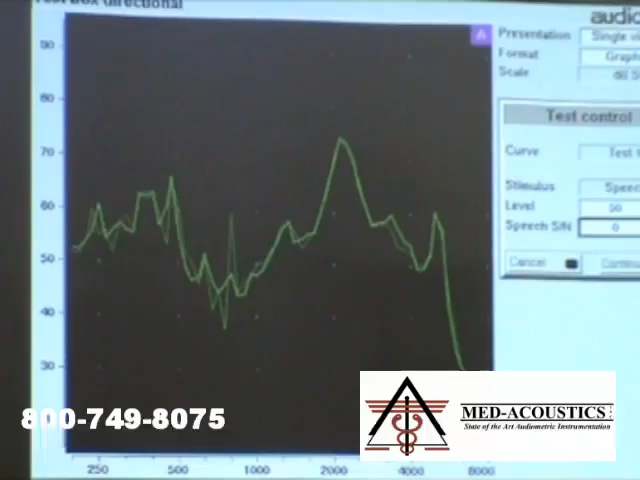 Test box directional
audio
A
Presentation
Single vi
Format
Graph
Scale
dB S
90
80
70
60
50
40
30
250
500
1000
2000
4000
8000
Test control
Curve
Test
Stimulus
Speec
Level
50
Speech S/N
0
Cancel
Continu
800-749-8075
MED-ACOUSTICS
State of the Art Audiometric Instrumentation